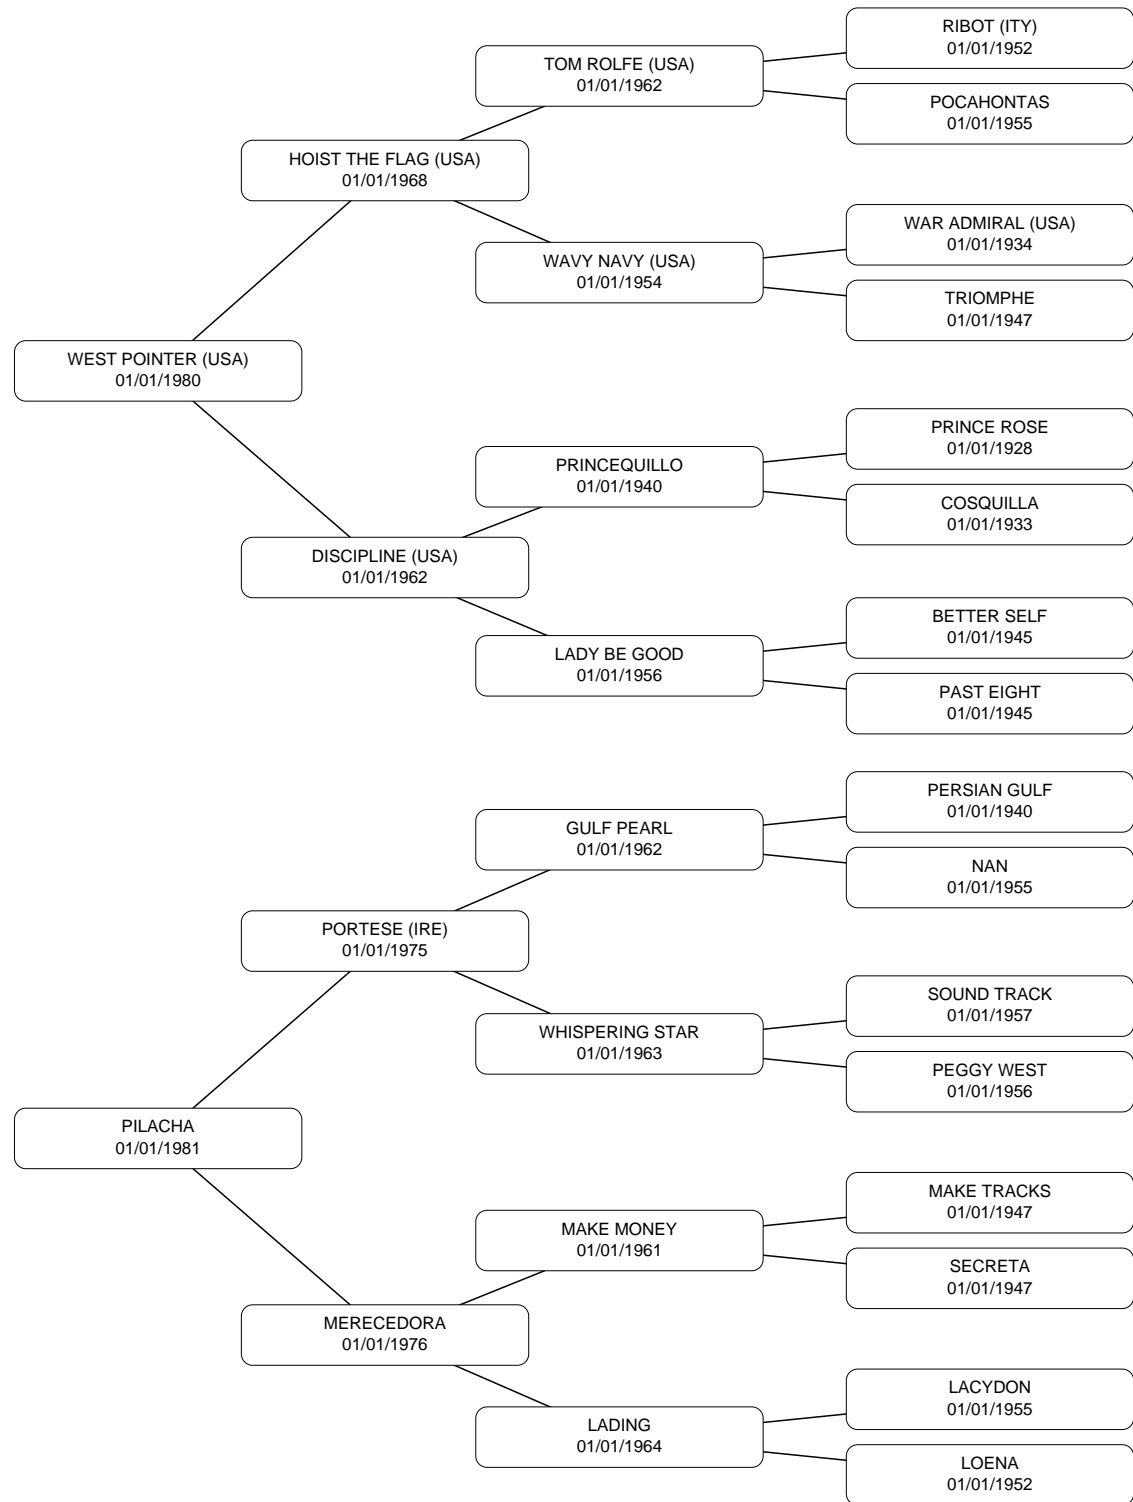 RIBOT (ITY)
01/01/1952
TOM ROLFE (USA)
01/01/1962
POCAHONTAS
01/01/1955
HOIST THE FLAG (USA)
01/01/1968
WAR ADMIRAL (USA)
01/01/1934
WAVY NAVY (USA)
01/01/1954
TRIOMPHE
01/01/1947
WEST POINTER (USA)
01/01/1980
PRINCE ROSE
01/01/1928
PRINCEQUILLO
01/01/1940
COSQUILLA
01/01/1933
DISCIPLINE (USA)
01/01/1962
BETTER SELF
01/01/1945
LADY BE GOOD
01/01/1956
PAST EIGHT
01/01/1945
PERSIAN GULF
01/01/1940
GULF PEARL
01/01/1962
NAN
01/01/1955
PORTESE (IRE)
01/01/1975
SOUND TRACK
01/01/1957
WHISPERING STAR
01/01/1963
PEGGY WEST
01/01/1956
PILACHA
01/01/1981
MAKE TRACKS
01/01/1947
MAKE MONEY
01/01/1961
SECRETA
01/01/1947
MERECEDORA
01/01/1976
LACYDON
01/01/1955
LADING
01/01/1964
LOENA
01/01/1952